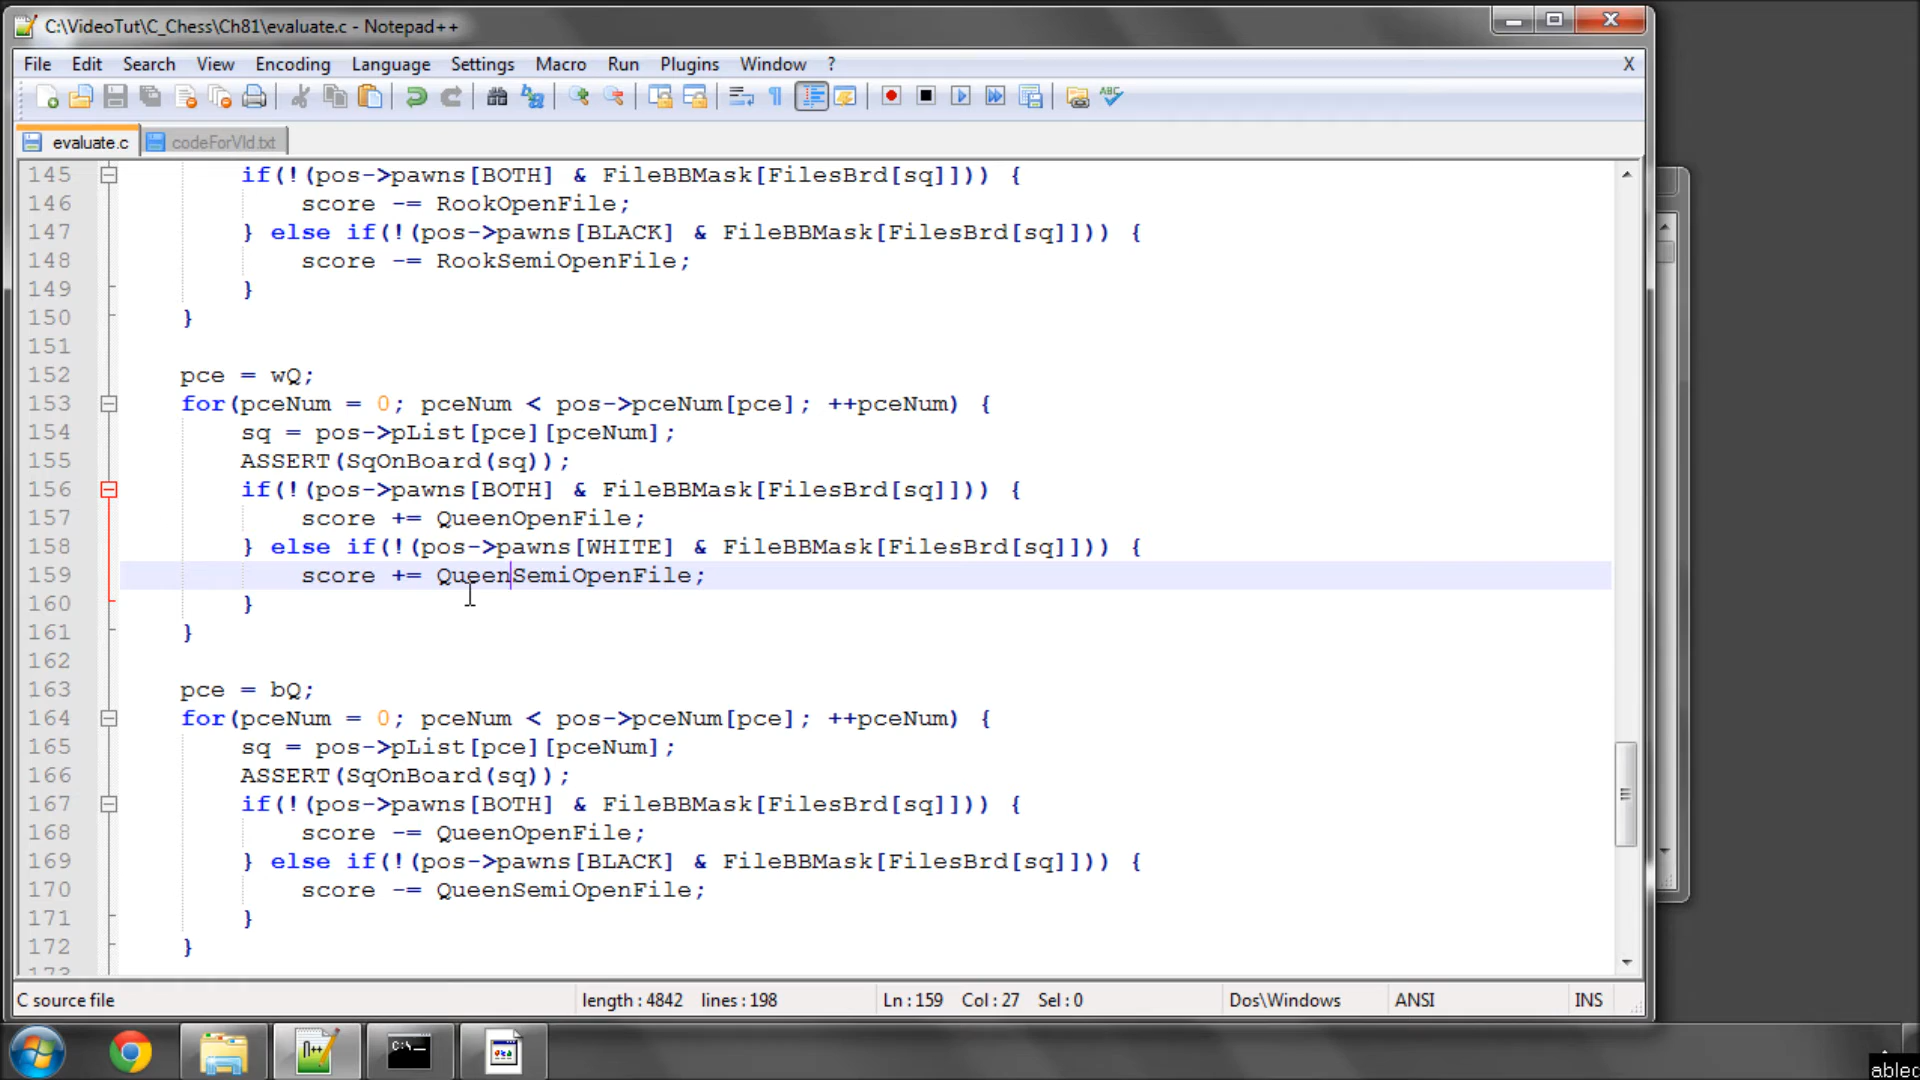 C:\VideoTut\C_Chess\Ch81\evaluate.c - Notepad++
File Edit Search View Encoding Language Settings Macro Run Plugins Window ? X
evaluate.c codeForVId.txt
145 if(!(pos->pawns[BOTH] & FileBBMask[FilesBrd[sq]])) {
146 score -= RookOpenFile;
147 } else if(!(pos->pawns[BLACK] & FileBBMask[FilesBrd[sq]])) {
148 score -= RookSemiOpenFile;
149 }
150 }
151
152 pce = wQ;
153 for(pceNum = 0; pceNum < pos->pceNum[pce]; ++pceNum) {
154 sq = pos->pList[pce][pceNum];
155 ASSERT(SqOnBoard(sq));
156 if(!(pos->pawns[BOTH] & FileBBMask[FilesBrd[sq]])) {
157 score += QueenOpenFile;
158 } else if(!(pos->pawns[WHITE] & FileBBMask[FilesBrd[sq]])) {
159 score += QueenSemiOpenFile;
160 }
161 }
162
163 pce = bQ;
164 for(pceNum = 0; pceNum < pos->pceNum[pce]; ++pceNum) {
165 sq = pos->pList[pce][pceNum];
166 ASSERT(SqOnBoard(sq));
167 if(!(pos->pawns[BOTH] & FileBBMask[FilesBrd[sq]])) {
168 score -= QueenOpenFile;
169 } else if(!(pos->pawns[BLACK] & FileBBMask[FilesBrd[sq]])) {
170 score -= QueenSemiOpenFile;
171 }
172 }
173
C source file length : 4842 lines : 198 Ln : 159 Col : 27 Sel : 0 Dos\Windows ANSI INS
ablec